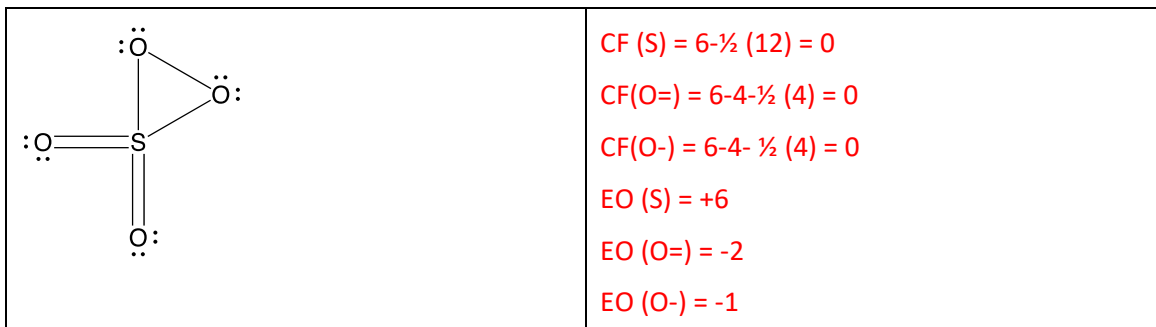 O
O
O
S
O
CF (S) = 6-½ (12) = 0
CF(O=) = 6-4-½ (4) = 0
CF(O-) = 6-4- ½ (4) = 0
EO (S) = +6
EO (O=) = -2
EO (O-) = -1